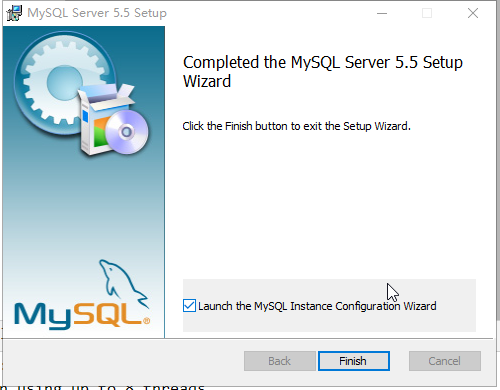 MySQL Server 5.5 Setup
Completed the MySQL Server 5.5 Setup
Wizard
Click the Finish button to exit the Setup Wizard.
MySQL®
Launch the MySQL Instance Configuration Wizard
Back
Finish
Cancel
using up to 8 threads